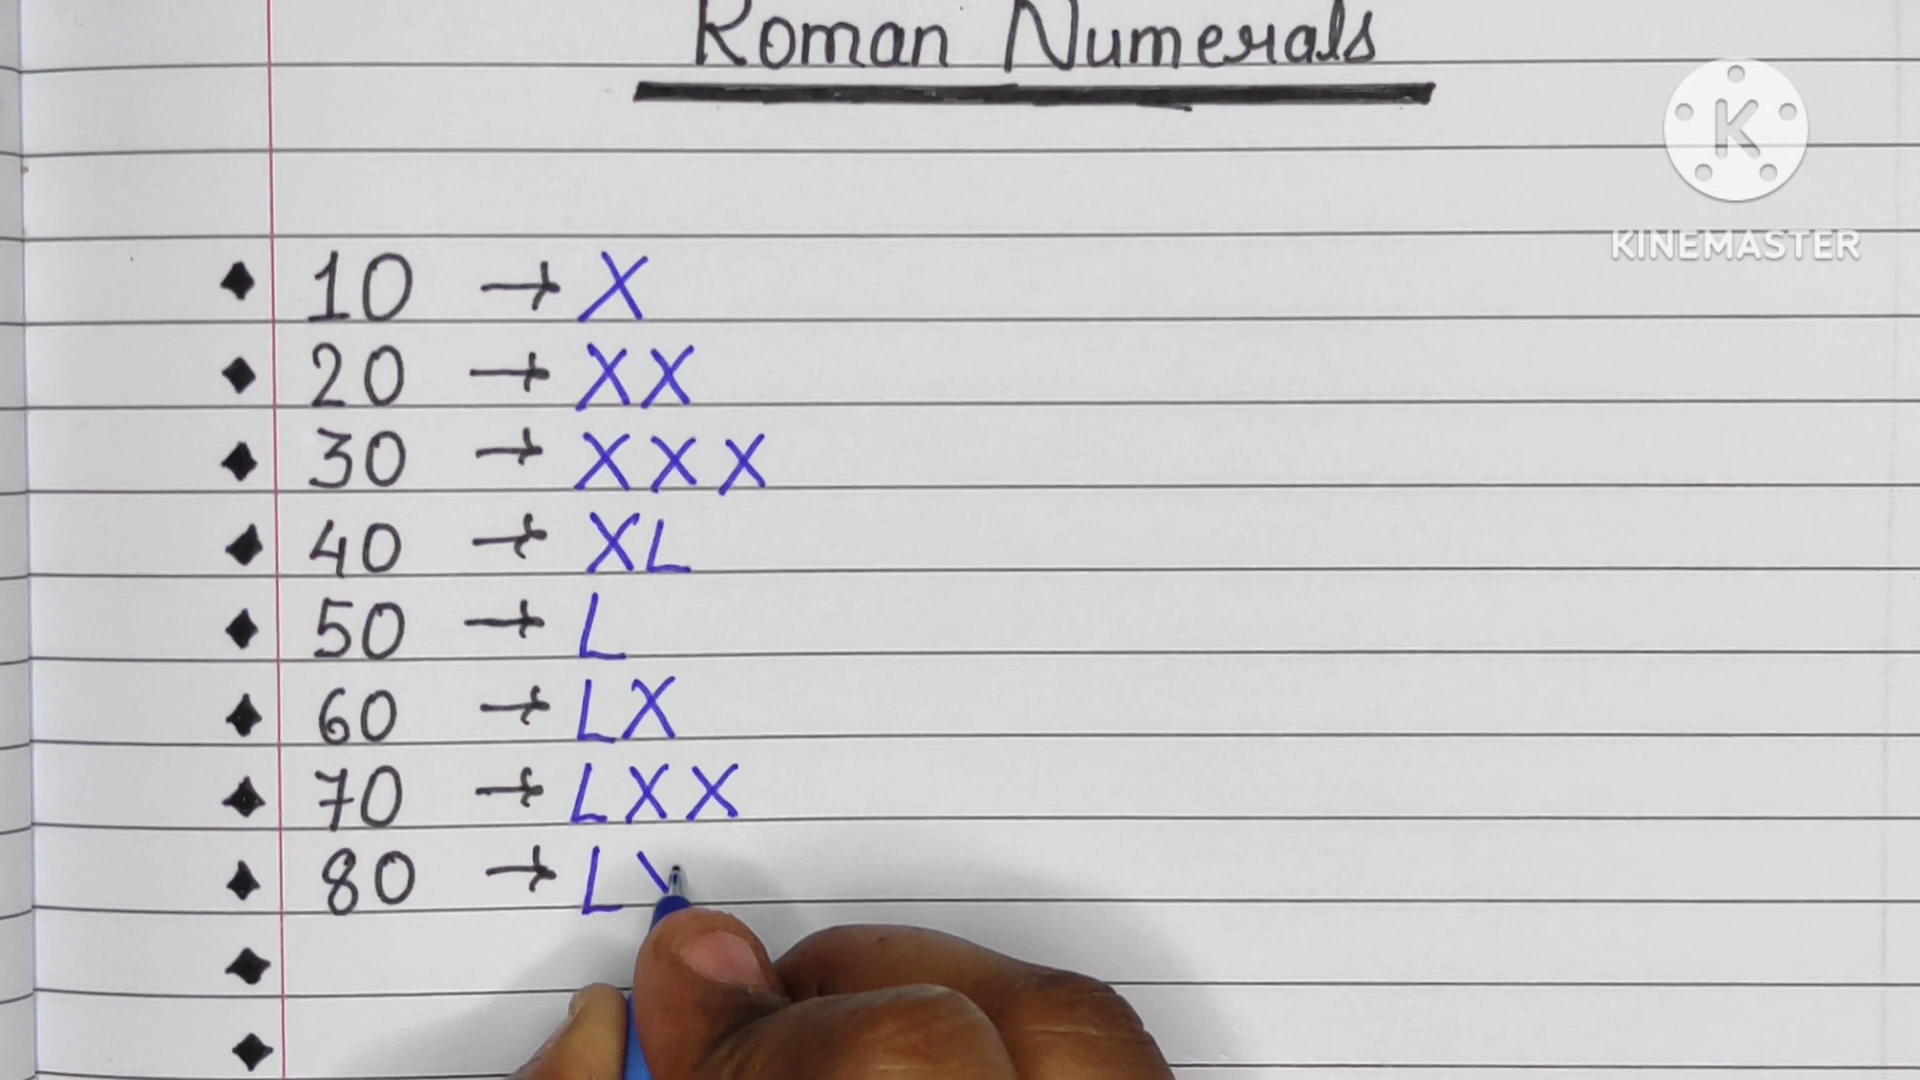 Roman Numerals
K
KINEMASTER
10 → X
20 → XX
30 → XXX
40 → XL
50 → L
60 → LX
70 → LXX
80 → L